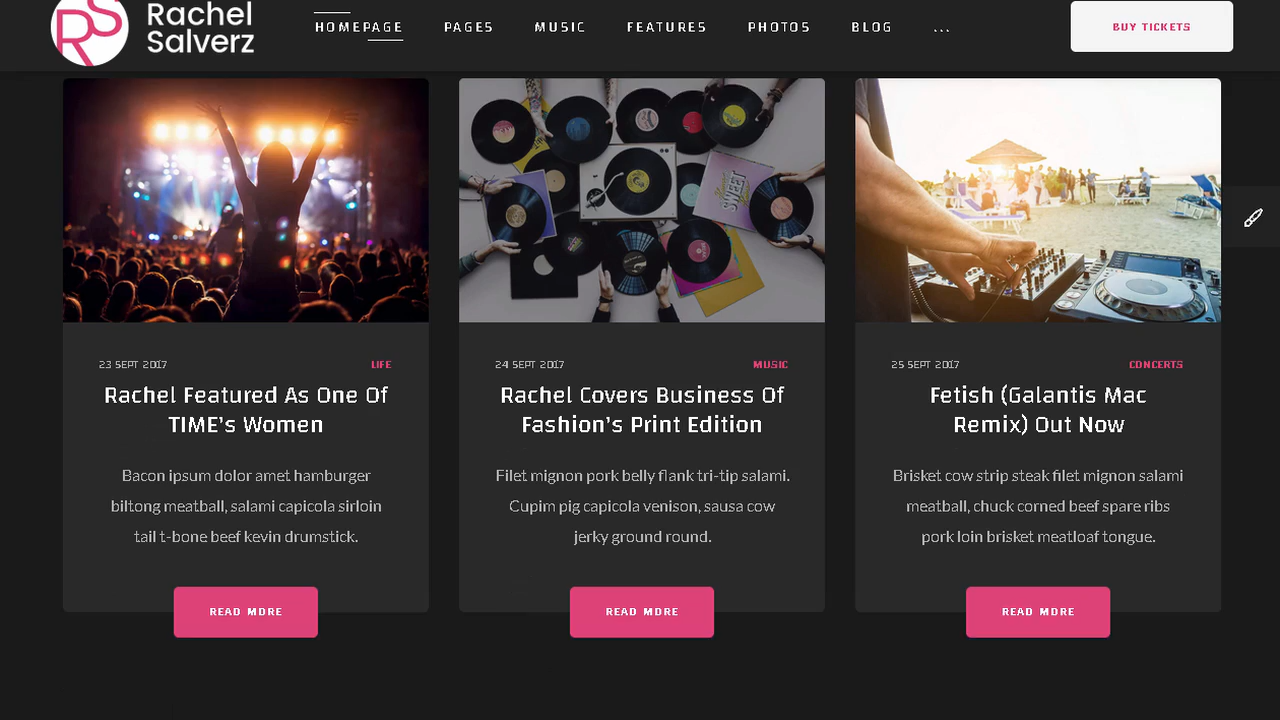 RS
Rachel
Salverz
HOMEPAGE PAGES MUSIC FEATURES PHOTOS BLOG ...
BUY TICKETS
SWEET
23 SEPT 2017 LIFE
Rachel Featured As One Of
TIME's Women
Bacon ipsum dolor amet hamburger
biltong meatball, salami capicola sirloin
tail t-bone beef kevin drumstick.
READ MORE
24 SEPT 2017 MUSIC
Rachel Covers Business Of
Fashion's Print Edition
Filet mignon pork belly flank tri-tip salami.
Cupim pig capicola venison, sausa cow
jerky ground round.
READ MORE
25 SEPT 2017 CONCERTS
Fetish (Galantis Mac
Remix) Out Now
Brisket cow strip steak filet mignon salami
meatball, chuck corned beef spare ribs
pork loin brisket meatloaf tongue.
READ MORE